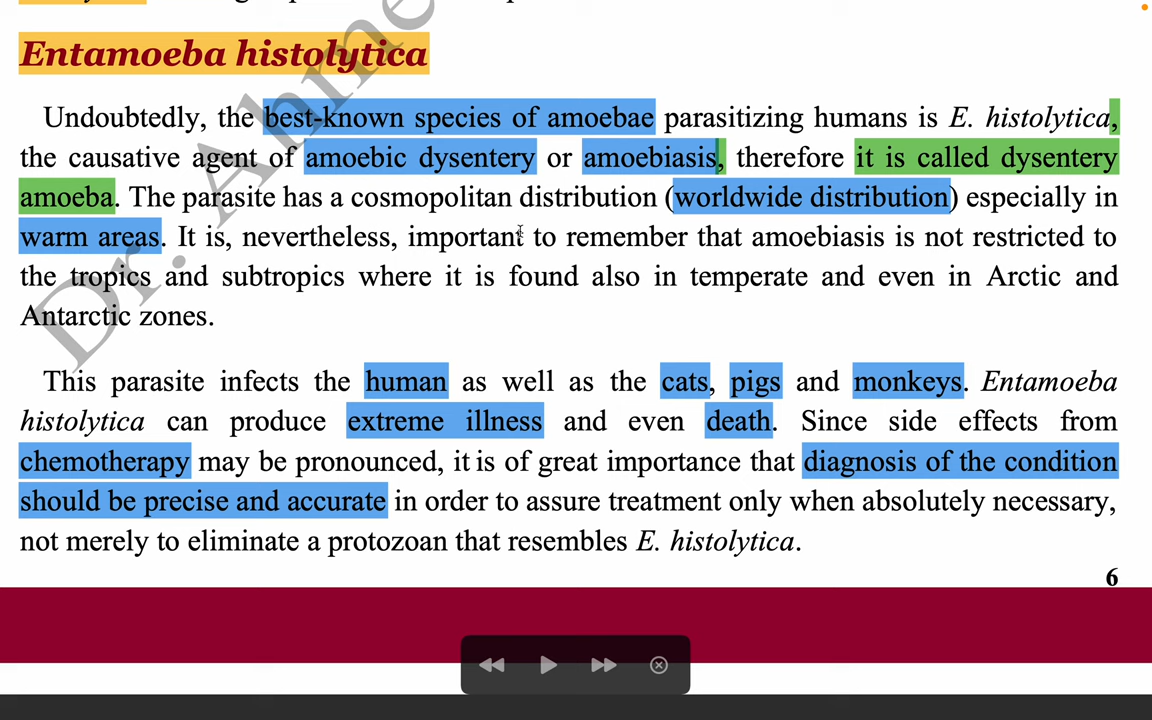 Entamoeba histolytica
Undoubtedly, the best-known species of amoebae parasitizing humans is E. histolytica,
the causative agent of amoebic dysentery or amoebiasis, therefore it is called dysentery
amoeba. The parasite has a cosmopolitan distribution (worldwide distribution) especially in
warm areas. It is, nevertheless, important to remember that amoebiasis is not restricted to
the tropics and subtropics where it is found also in temperate and even in Arctic and
Antarctic zones.
This parasite infects the human as well as the cats, pigs and monkeys. Entamoeba
histolytica can produce extreme illness and even death. Since side effects from
chemotherapy may be pronounced, it is of great importance that diagnosis of the condition
should be precise and accurate in order to assure treatment only when absolutely necessary,
not merely to eliminate a protozoan that resembles E. histolytica.
6
Dr. Ahme